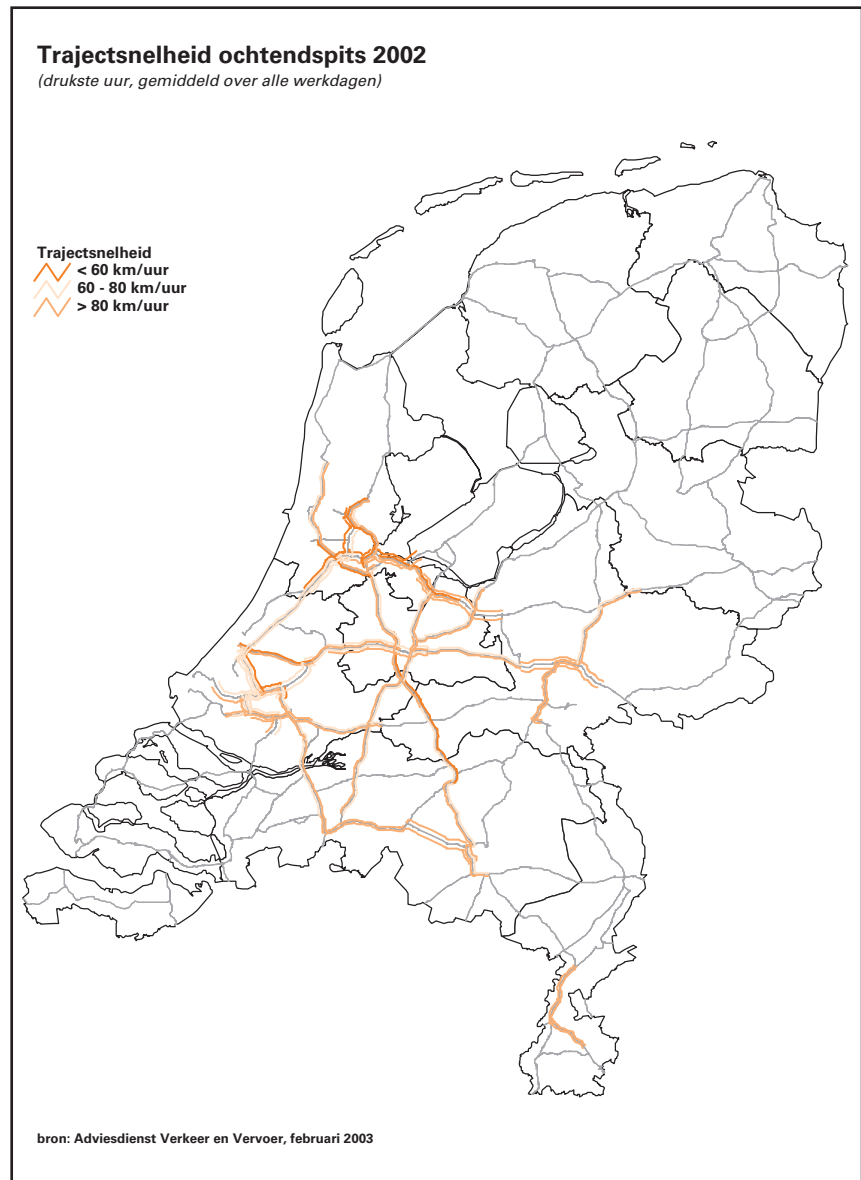 Trajectsnelheid ochtendspits 2002
(drukste uur, gemiddeld over alle werkdagen)
Trajectsnelheid
< 60 km/uur
60 - 80 km/uur
> 80 km/uur
bron: Adviesdienst Verkeer en Vervoer, februari 2003